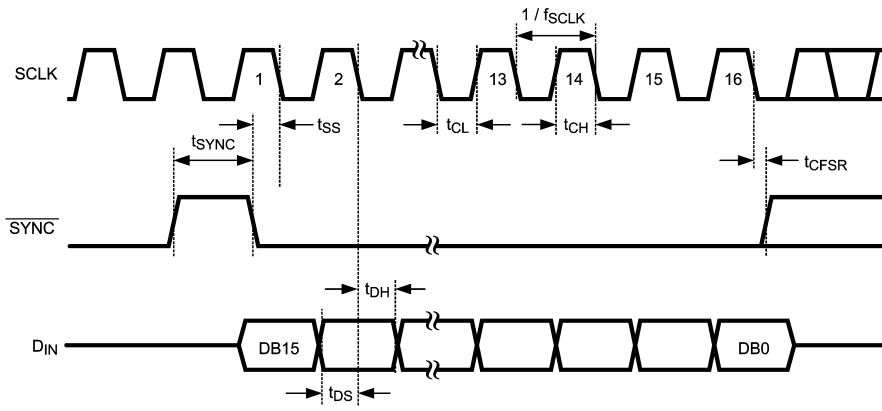 1 / fSCLK
SCLK
1
2
13
14
15
16
tSS
tCL
tCH
tSYNC
tCFSR
SYNC
tDH
DIN
DB15
DB0
tDS